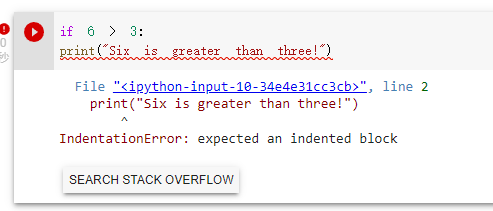 if 6 > 3:
print("Six is greater than three!")
0
秒
File "<ipython-input-10-34e4e31cc3cb>", line 2
print("Six is greater than three!")
^
IndentationError: expected an indented block
SEARCH STACK OVERFLOW